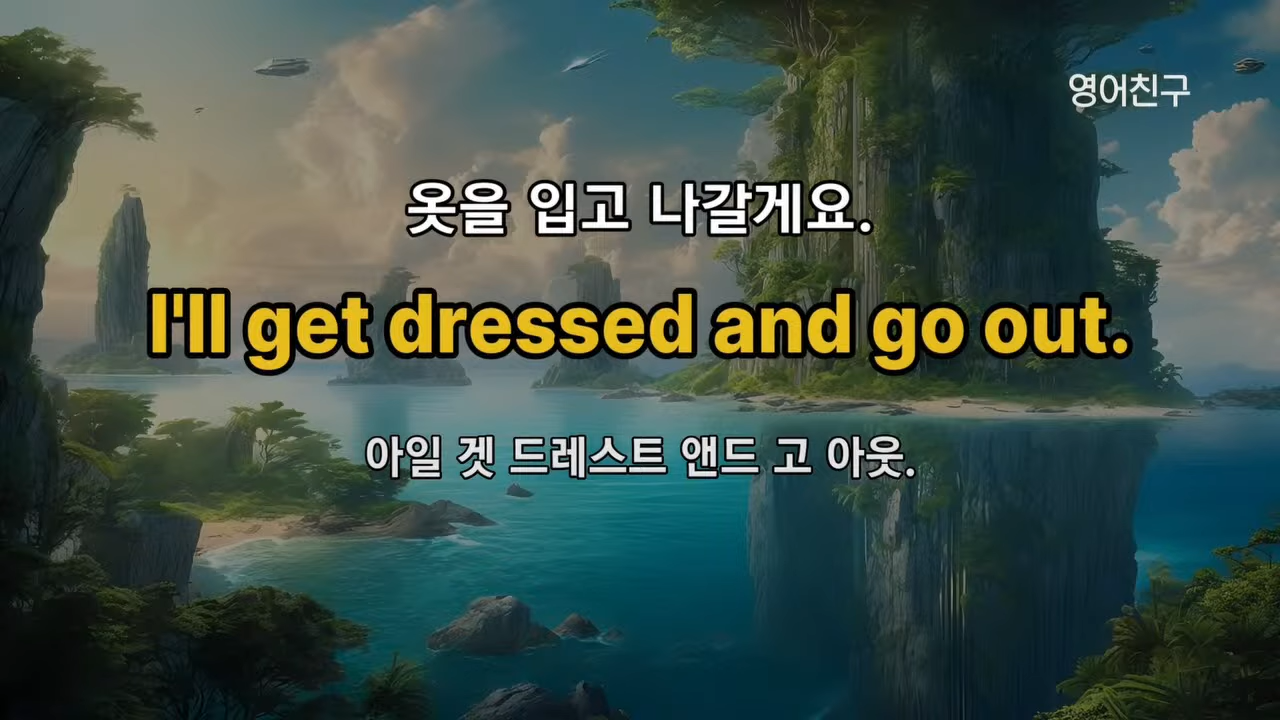 영어친구
옷을 입고 나갈게요.
I'll get dressed and go out.
아일 겟 드레스트 앤드 고 아웃.